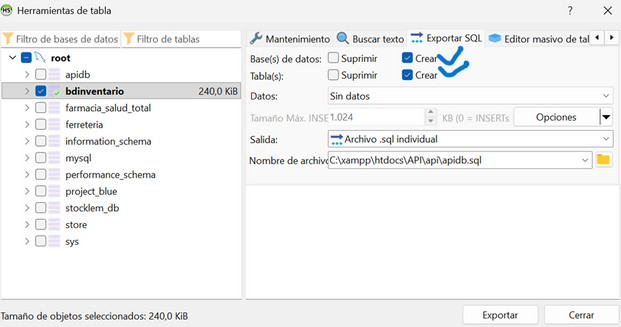 HS Herramientas de tabla
Filtro de bases de datos Filtro de tablas
root
apidb
bdinventario 240,0 KiB
farmacia_salud_total
ferreteria
information_schema
mysql
performance_schema
project_blue
stocklem_db
store
sys
Mantenimiento Buscar texto Exportar SQL Editor masivo de tal
Base(s) de datos: Suprimir Crear
Tabla(s): Suprimir Crear
Datos: Sin datos
Tamaño Máx. INSE 1.024 KB (0 = INSERTs Opciones
Salida: Archivo .sql individual
Nombre de archivo C:\xampp\htdocs\API\api\apidb.sql
Tamaño de objetos seleccionados: 240,0 KiB Exportar Cerrar